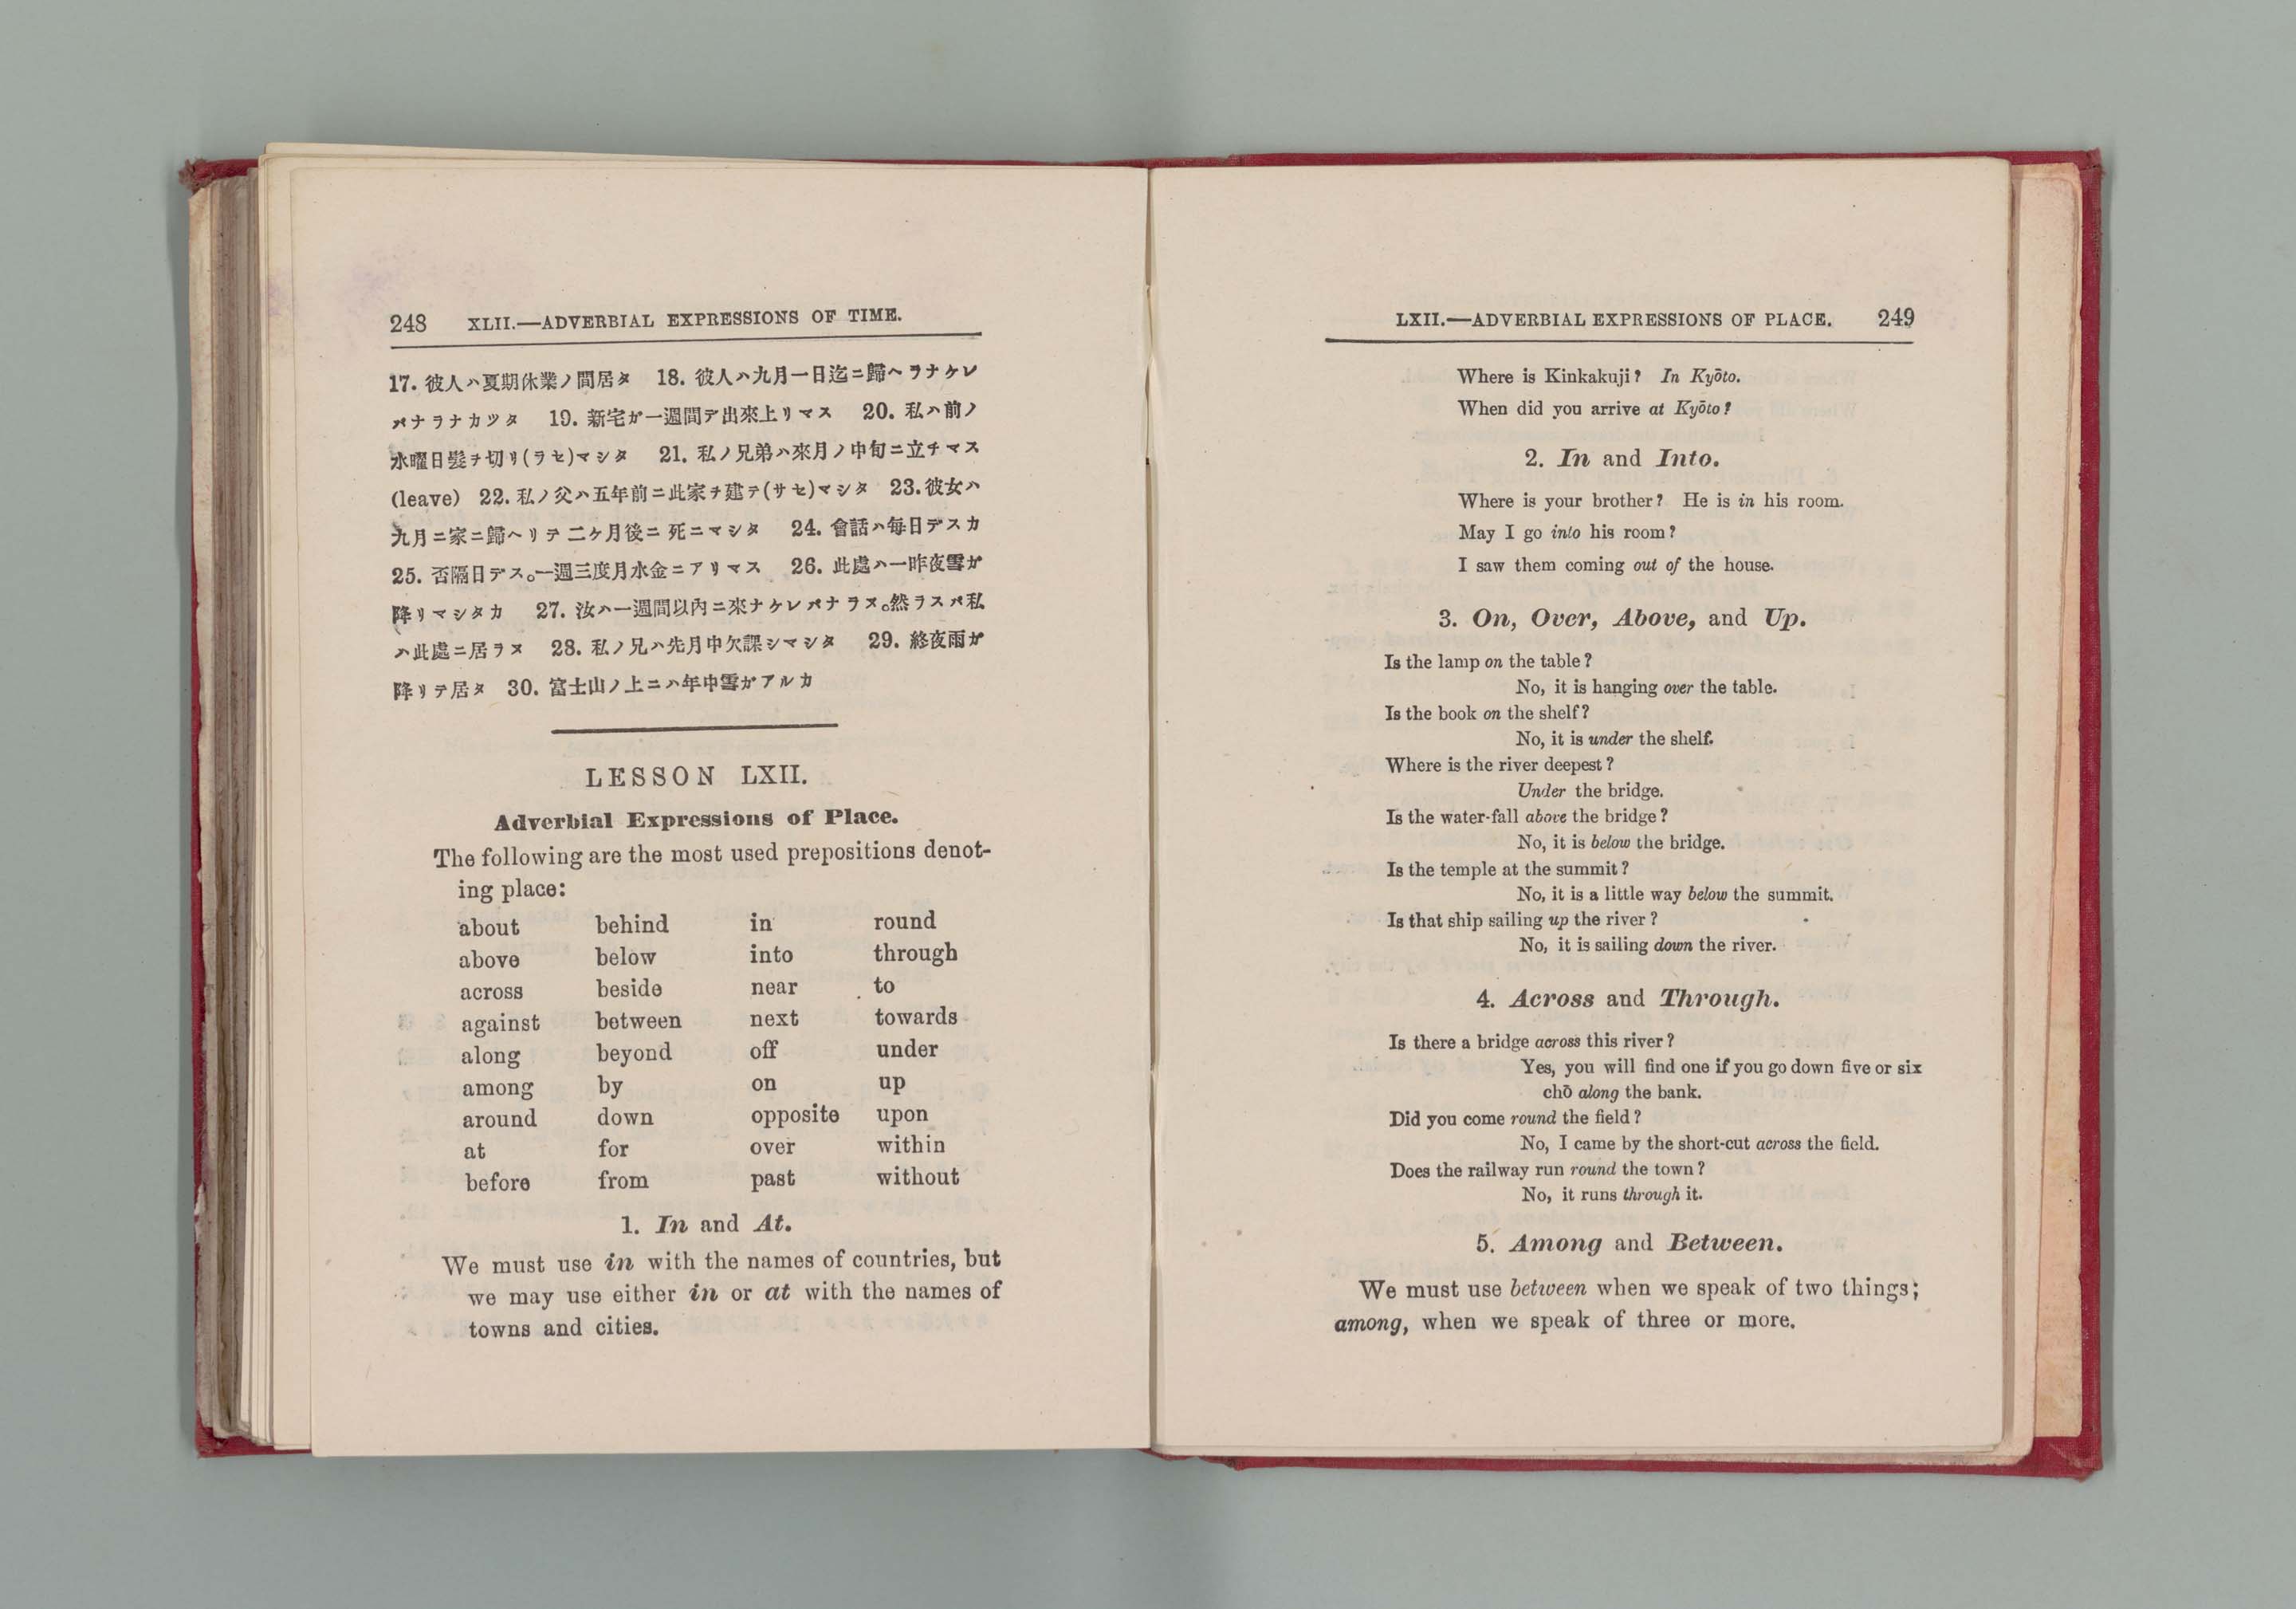 248 XLII.—ADVERBIAL EXPRESSIONS OF TIME.
17. 彼人ハ夏期休業ノ間居タ 18. 彼人ハ九月一日迄ニ歸ヘラナケレ
バナラナカツタ 19. 新宅ガ一週間デ出來上リマス 20. 私ハ前ノ
水曜日髮ヲ切リ(ラセ)マシタ 21. 私ノ兄弟ハ來月ノ中旬ニ立チマス
(leave) 22. 私ノ父ハ五年前ニ此家ヲ建テ(サセ)マシタ 23. 彼女ハ
九月ニ家ニ歸ヘリテ二ケ月後ニ死ニマシタ 24. 會話ハ毎日デスカ
25. 否隔日デス。一週三度月水金ニアリマス 26. 此處ハ一昨夜雪ガ
降リマシタカ 27. 汝ハ一週間以內ニ來ナケレバナラヌ。然ラスバ私
ハ此處ニ居ラヌ 28. 私ノ兄ハ先月中欠課シマシタ 29. 終夜雨ガ
降リテ居タ 30. 富士山ノ上ニハ年中雪ガアルカ
LESSON LXII.
Adverbial Expressions of Place.
The following are the most used prepositions denot-
ing place:
about behind in round
above below into through
across beside near to
against between next towards
along beyond off under
among by on up
around down opposite upon
at for over within
before from past without
1. In and At.
We must use in with the names of countries, but
we may use either in or at with the names of
towns and cities.
LXII.—ADVERBIAL EXPRESSIONS OF PLACE. 249
Where is Kinkakuji? In Kyōto.
When did you arrive at Kyōto?
2. In and Into.
Where is your brother? He is in his room.
May I go into his room?
I saw them coming out of the house.
3. On, Over, Above, and Up.
Is the lamp on the table?
No, it is hanging over the table.
Is the book on the shelf?
No, it is under the shelf.
Where is the river deepest?
Under the bridge.
Is the water-fall above the bridge?
No, it is below the bridge.
Is the temple at the summit?
No, it is a little way below the summit.
Is that ship sailing up the river?
No, it is sailing down the river.
4. Across and Through.
Is there a bridge across this river?
Yes, you will find one if you go down five or six
chō along the bank.
Did you come round the field?
No, I came by the short-cut across the field.
Does the railway run round the town?
No, it runs through it.
5. Among and Between.
We must use between when we speak of two things;
among, when we speak of three or more.